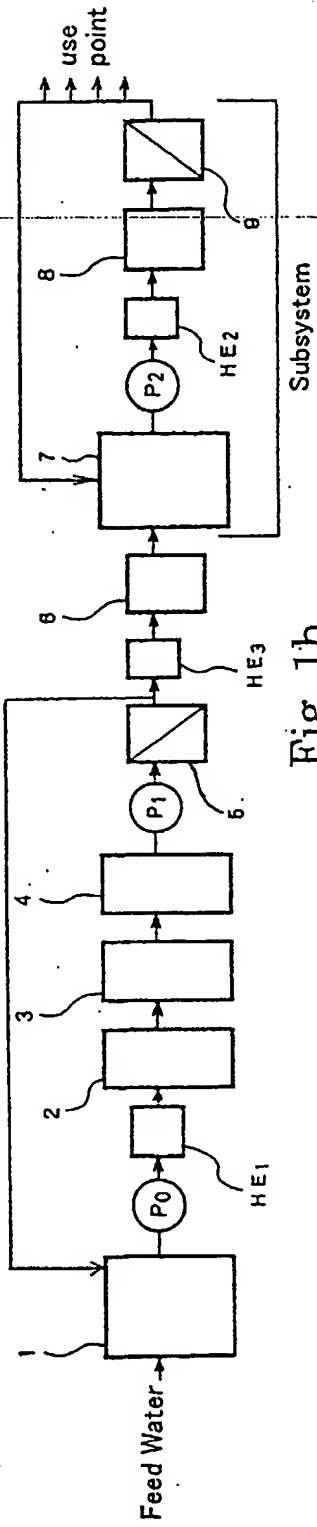 Feed Water
1
P0
HE1
2
3
4.
P1
5.
HE3
6
7
P2
HE2
8
9
use
point
Subsystem
Fig. 1b